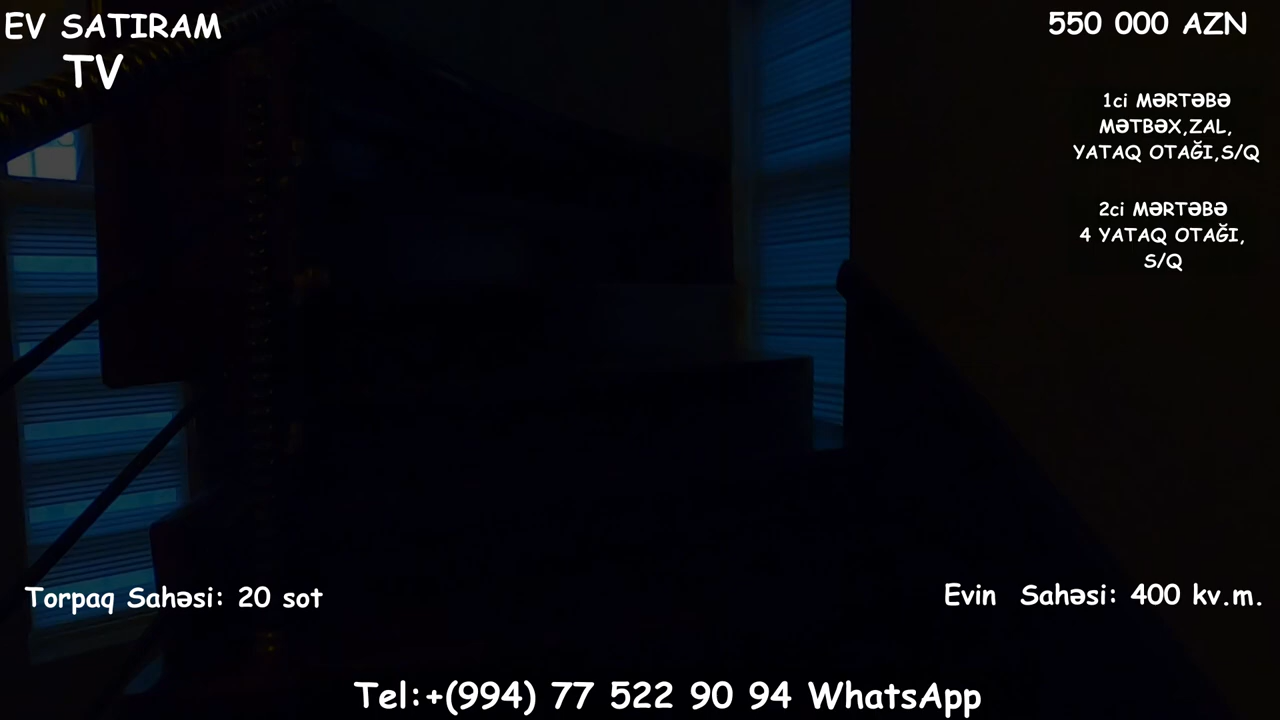 EV SATIRAM
TV
550 000 AZN
1ci MƏRTƏBƏ
MƏTBƏX,ZAL,
YATAQ OTAĞI,S/Q
2ci MƏRTƏBƏ
4 YATAQ OTAĞI,
S/Q
Torpaq Sahəsi: 20 sot
Evin Sahəsi: 400 kv.m.
Tel:+(994) 77 522 90 94 WhatsApp